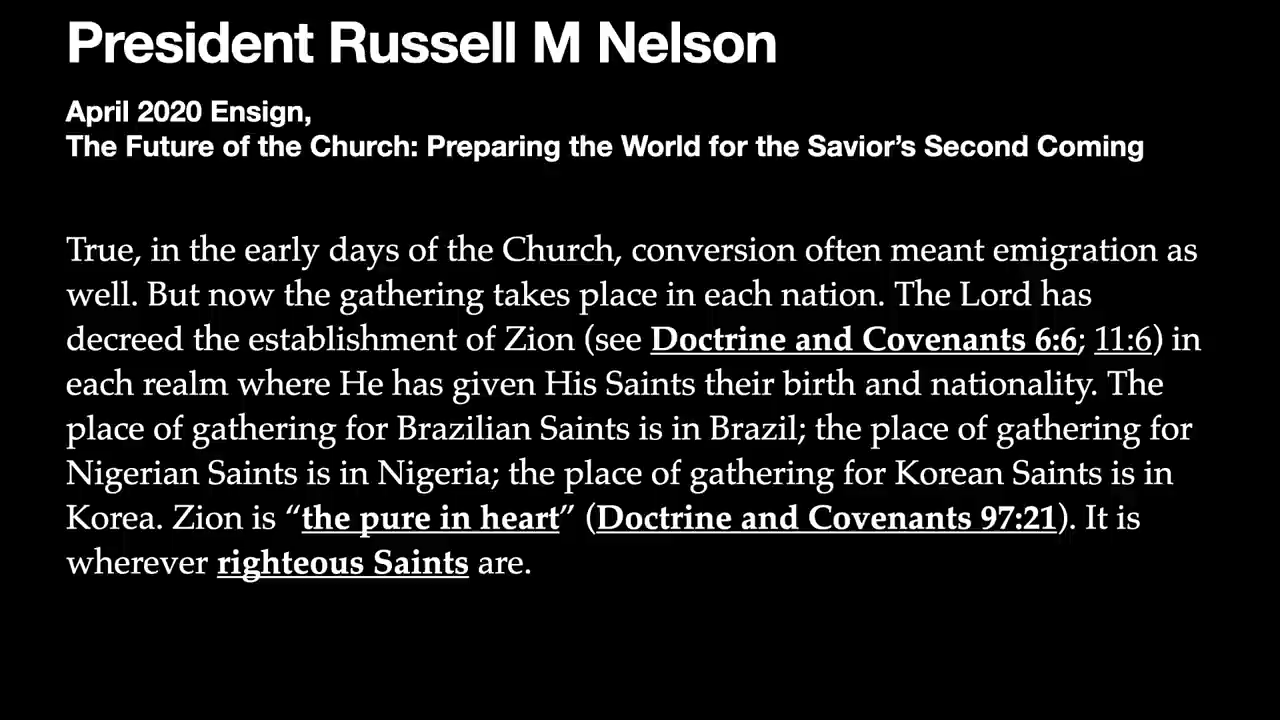 President Russell M Nelson
April 2020 Ensign,
The Future of the Church: Preparing the World for the Savior’s Second Coming
True, in the early days of the Church, conversion often meant emigration as
well. But now the gathering takes place in each nation. The Lord has
decreed the establishment of Zion (see Doctrine and Covenants 6:6; 11:6) in
each realm where He has given His Saints their birth and nationality. The
place of gathering for Brazilian Saints is in Brazil; the place of gathering for
Nigerian Saints is in Nigeria; the place of gathering for Korean Saints is in
Korea. Zion is “the pure in heart” (Doctrine and Covenants 97:21). It is
wherever righteous Saints are.